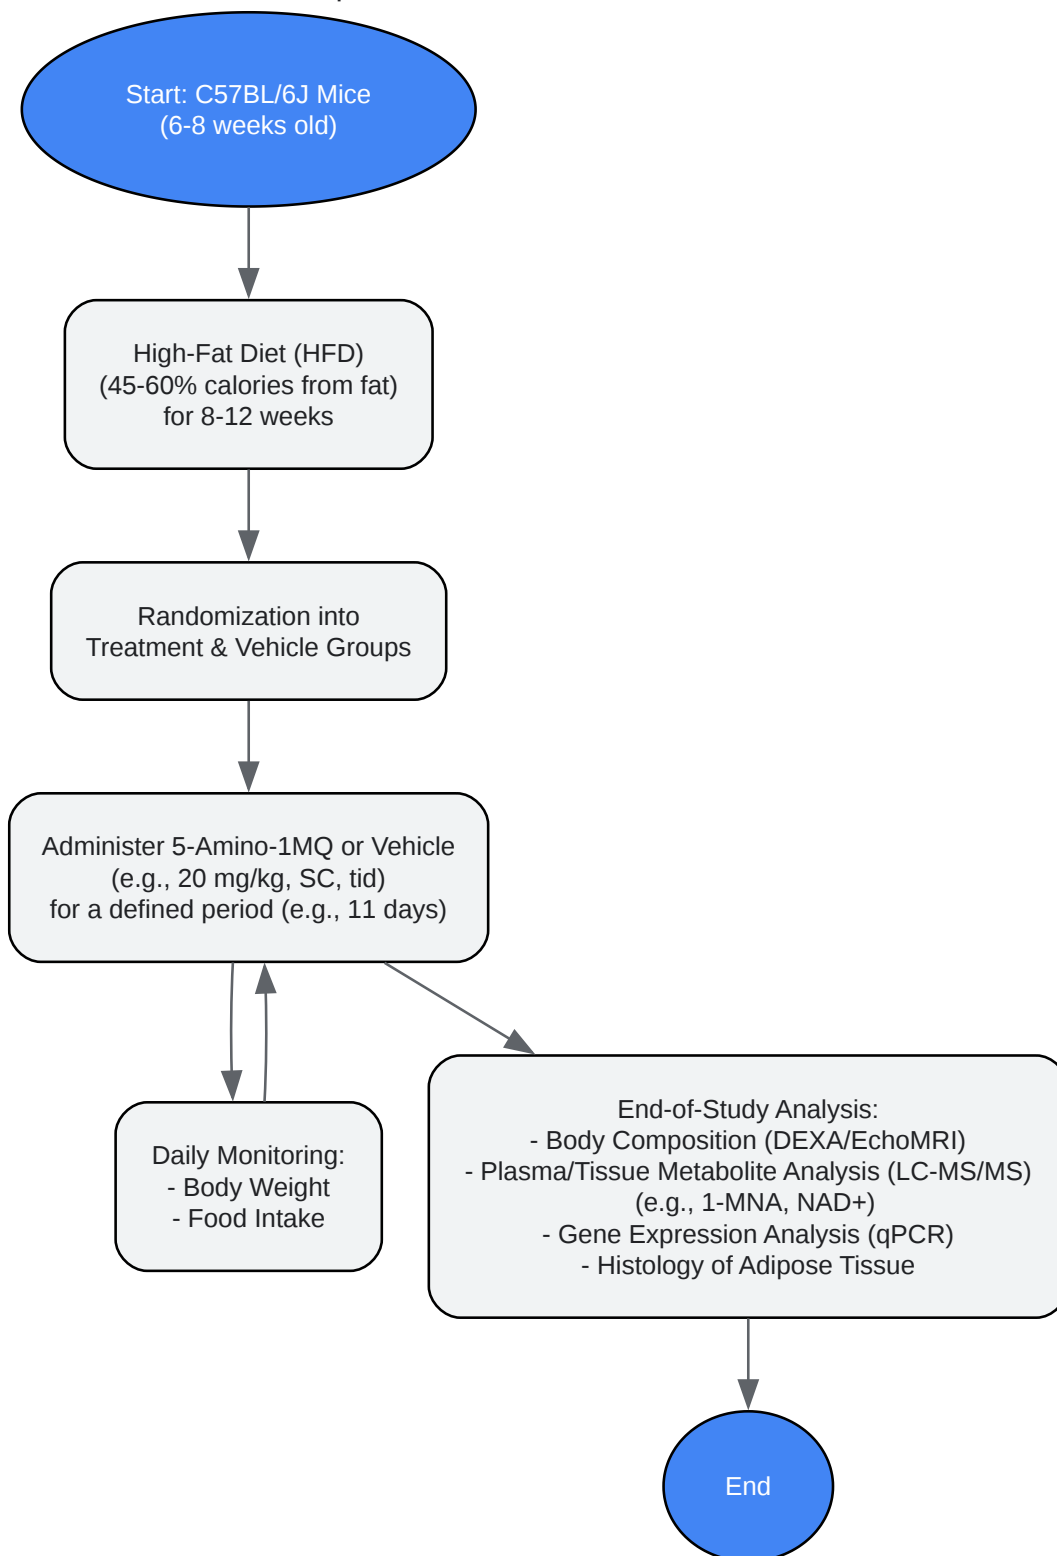 Start: C57BL/6J Mice
(6-8 weeks old)
High-Fat Diet (HFD)
(45-60% calories from fat)
for 8-12 weeks
Randomization into
Treatment & Vehicle Groups
Administer 5-Amino-1MQ or Vehicle
(e.g., 20 mg/kg, SC, tid)
for a defined period (e.g., 11 days)
Daily Monitoring:
- Body Weight
- Food Intake
End-of-Study Analysis:
- Body Composition (DEXA/EchoMRI)
- Plasma/Tissue Metabolite Analysis (LC-MS/MS)
(e.g., 1-MNA, NAD+)
- Gene Expression Analysis (qPCR)
- Histology of Adipose Tissue
End